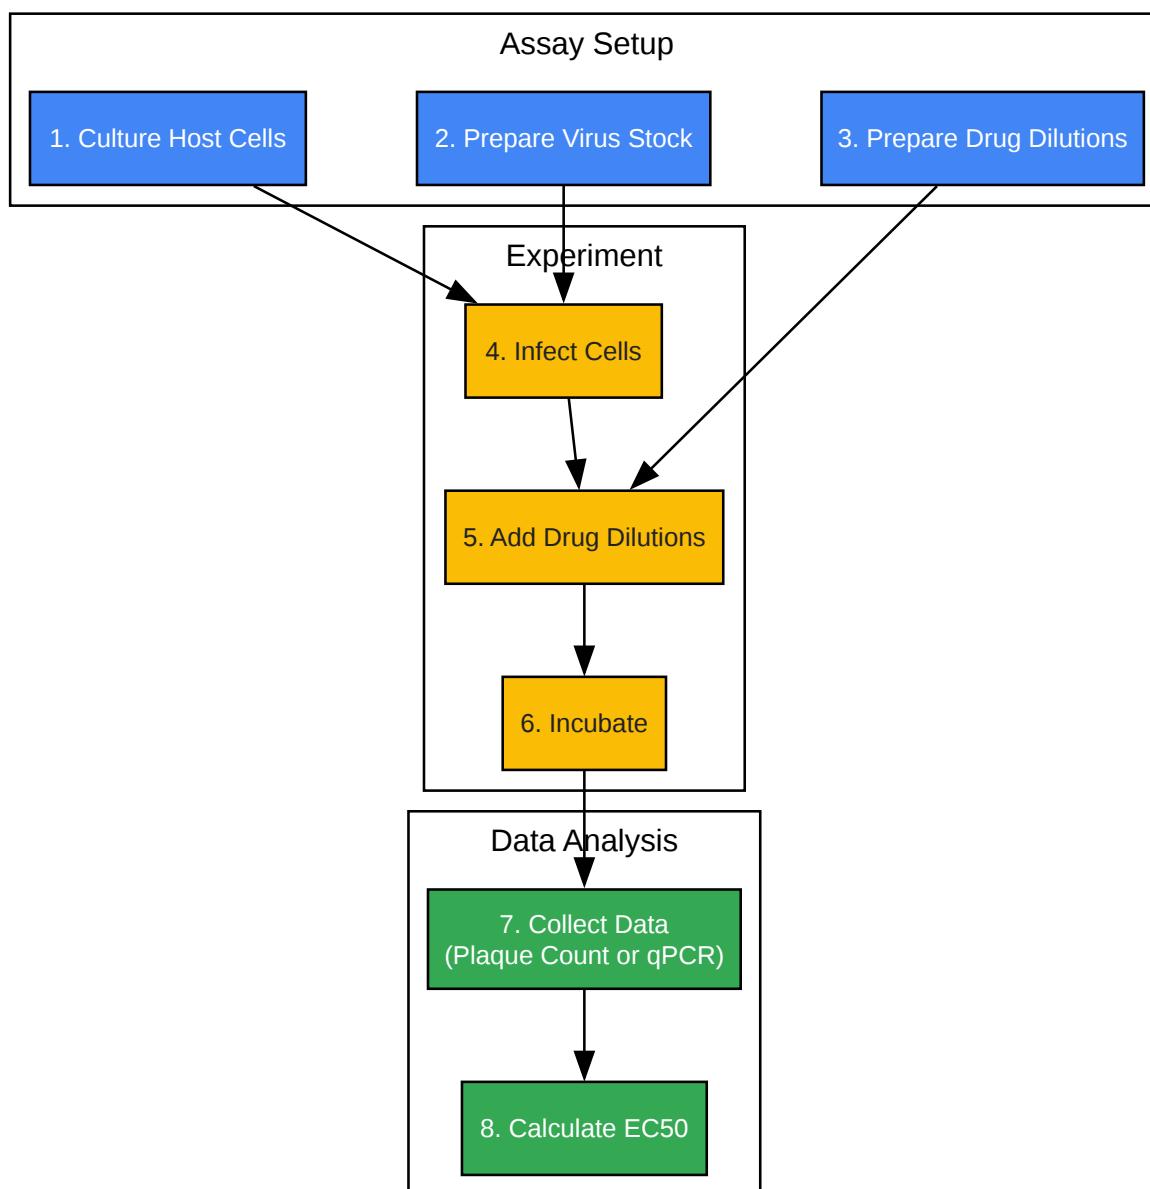 Assay Setup
1. Culture Host Cells
2. Prepare Virus Stock
3. Prepare Drug Dilutions
Experiment
4. Infect Cells
5. Add Drug Dilutions
6. Incubate
Data Analysis
7. Collect Data
(Plaque Count or qPCR)
8. Calculate EC50